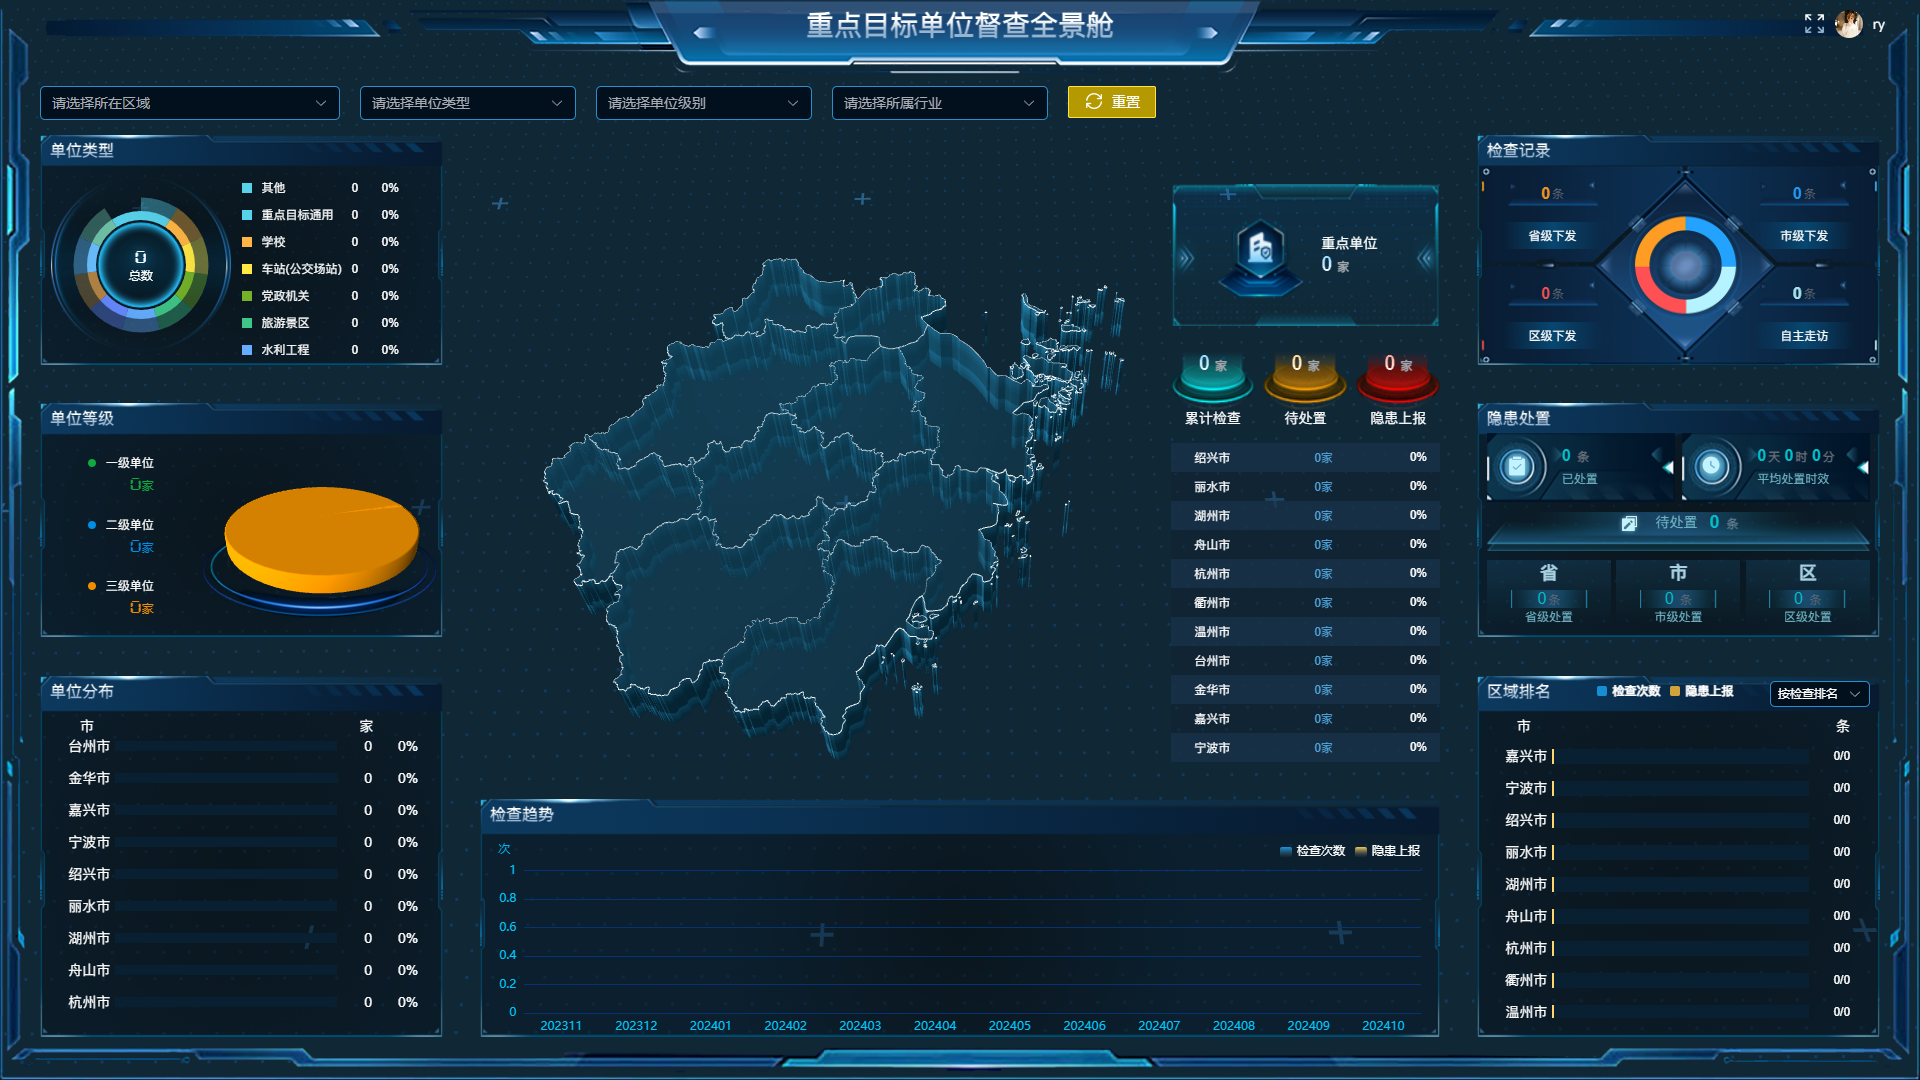 重点目标单位督查全景舱
ry
请选择所在区域
请选择单位类型
请选择单位级别
请选择所属行业
重置
单位类型
0
总数
其他 0 0%
重点目标通用 0 0%
学校 0 0%
车站(公交场站) 0 0%
党政机关 0 0%
旅游景区 0 0%
水利工程 0 0%
单位等级
一级单位
0家
二级单位
0家
三级单位
0家
单位分布
市 家
台州市 0 0%
金华市 0 0%
嘉兴市 0 0%
宁波市 0 0%
绍兴市 0 0%
丽水市 0 0%
湖州市 0 0%
舟山市 0 0%
杭州市 0 0%
重点单位
0 家
0 家 0 家 0 家
累计检查 待处置 隐患上报
绍兴市 0家 0%
丽水市 0家 0%
湖州市 0家 0%
舟山市 0家 0%
杭州市 0家 0%
衢州市 0家 0%
温州市 0家 0%
台州市 0家 0%
金华市 0家 0%
嘉兴市 0家 0%
宁波市 0家 0%
检查趋势
次
检查次数 隐患上报
1
0.8
0.6
0.4
0.2
0
202311 202312 202401 202402 202403 202404 202405 202406 202407 202408 202409 202410
检查记录
0条 0条
省级下发 市级下发
0条 0条
区级下发 自主走访
隐患处置
0 条
已处置
0天0时0分
平均处置时效
待处置 0 条
省 市 区
0条 0条 0条
省级处置 市级处置 区级处置
区域排名 检查次数 隐患上报 按检查排名
市 条
嘉兴市 0/0
宁波市 0/0
绍兴市 0/0
丽水市 0/0
湖州市 0/0
舟山市 0/0
杭州市 0/0
衢州市 0/0
温州市 0/0